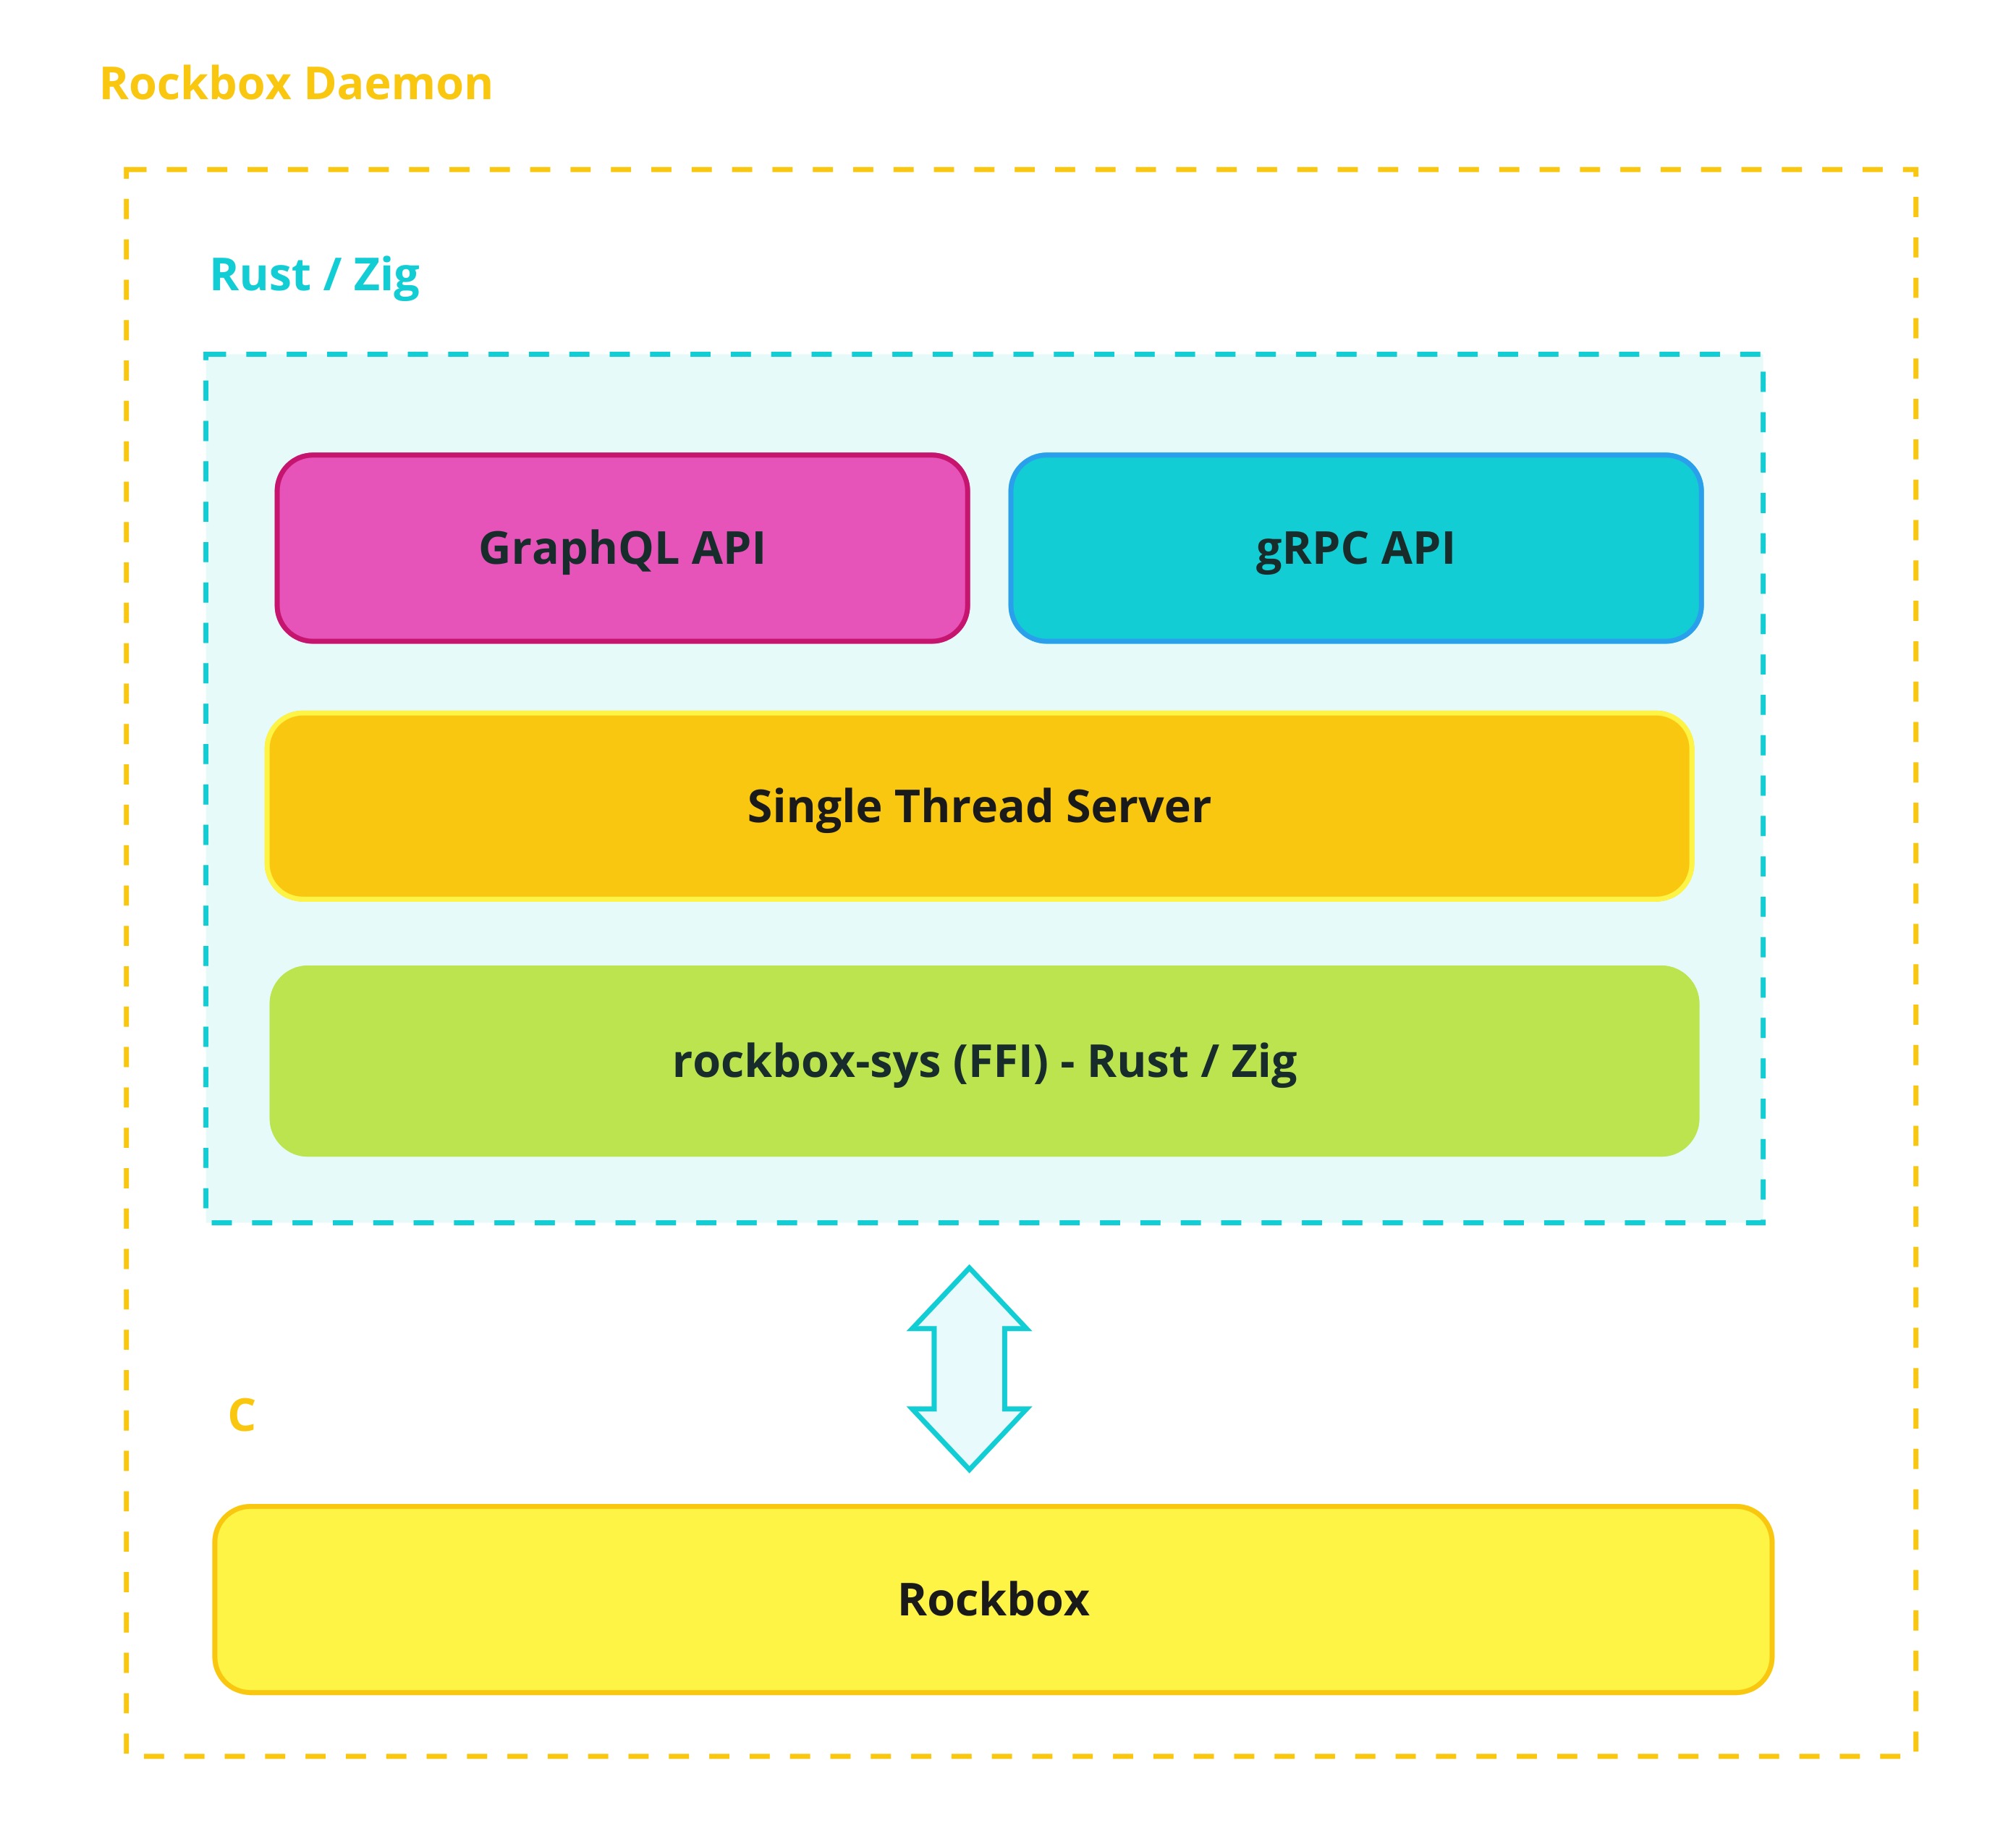 Rockbox Daemon
Rust / Zig
GraphQL API
gRPC API
Single Thread Server
rockbox-sys (FFI) - Rust / Zig
C
Rockbox